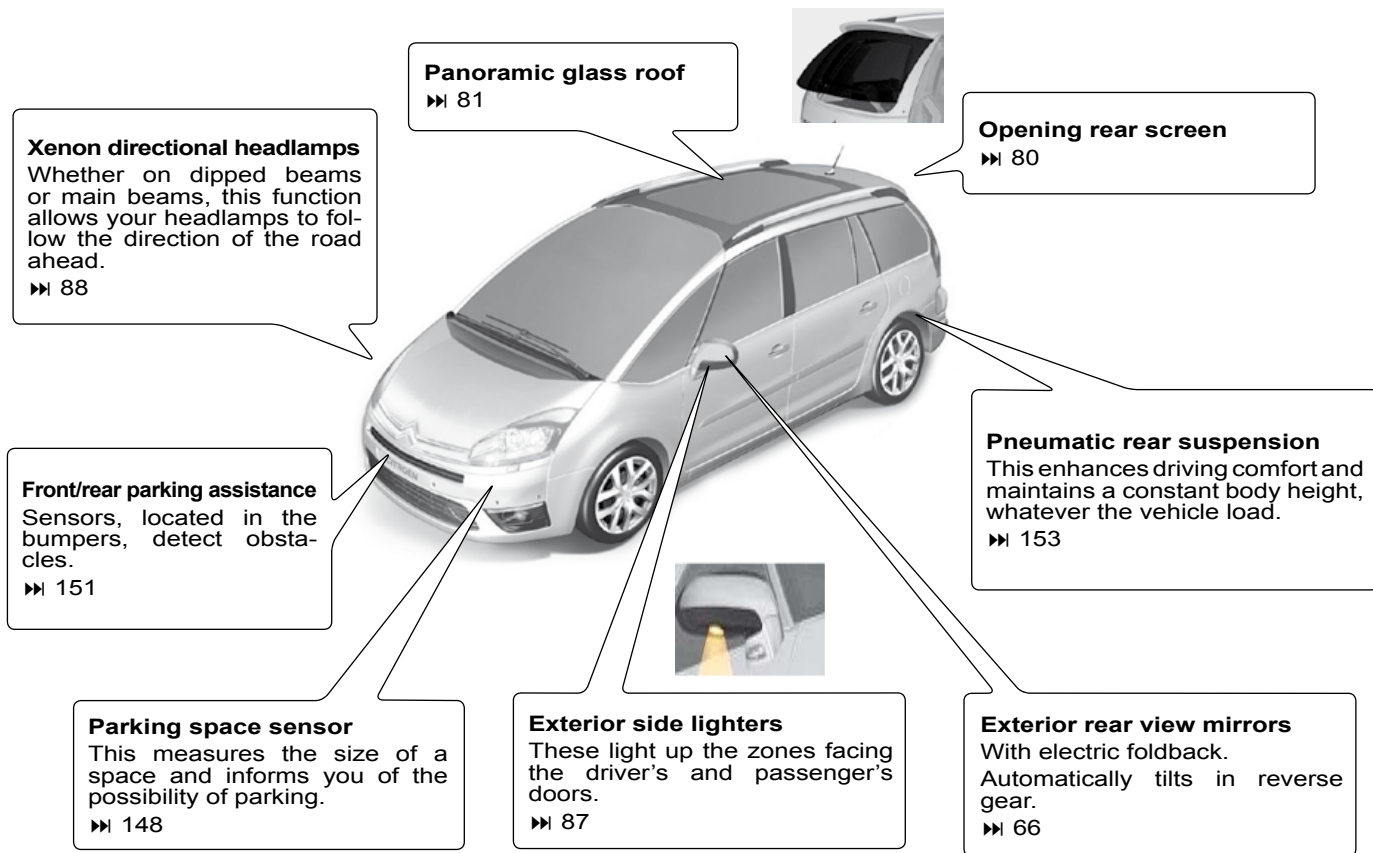 Panoramic glass roof
81
Opening rear screen
80
Xenon directional headlamps
Whether on dipped beams
or main beams, this function
allows your headlamps to fol-
low the direction of the road
ahead.
88
Front/rear parking assistance
Sensors, located in the
bumpers, detect obsta-
cles.
151
Pneumatic rear suspension
This enhances driving comfort and
maintains a constant body height,
whatever the vehicle load.
153
Parking space sensor
This measures the size of a
space and informs you of the
possibility of parking.
148
Exterior side lighters
These light up the zones facing
the driver's and passenger's
doors.
87
Exterior rear view mirrors
With electric foldback.
Automatically tilts in reverse
gear.
66